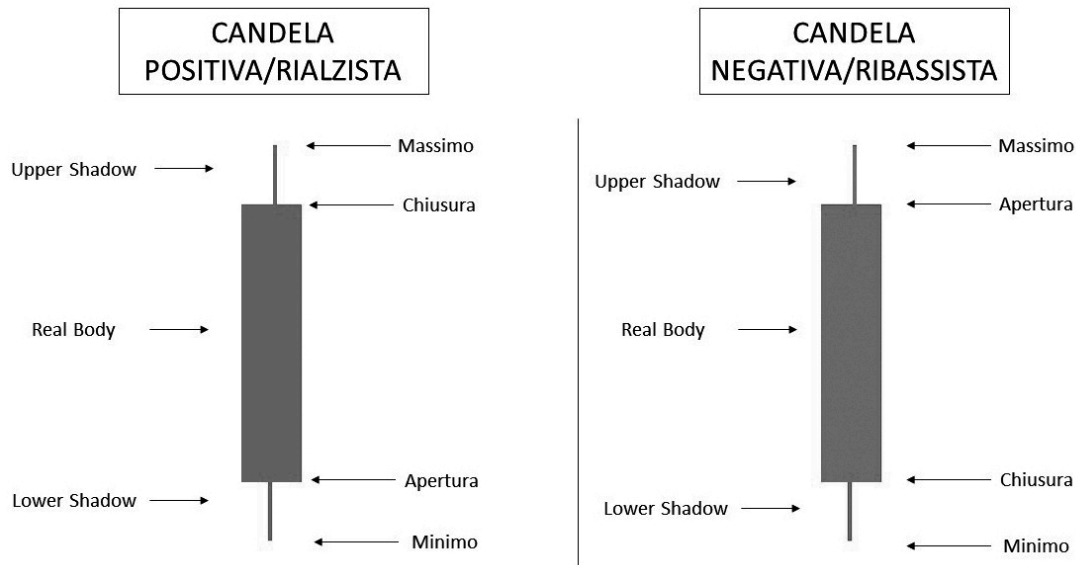 CANDELA
POSITIVA/RIALZISTA
Massimo
Upper Shadow
Chiusura
Real Body
Apertura
Lower Shadow
Minimo
CANDELA
NEGATIVA/RIBASSISTA
Massimo
Upper Shadow
Apertura
Real Body
Chiusura
Lower Shadow
Minimo